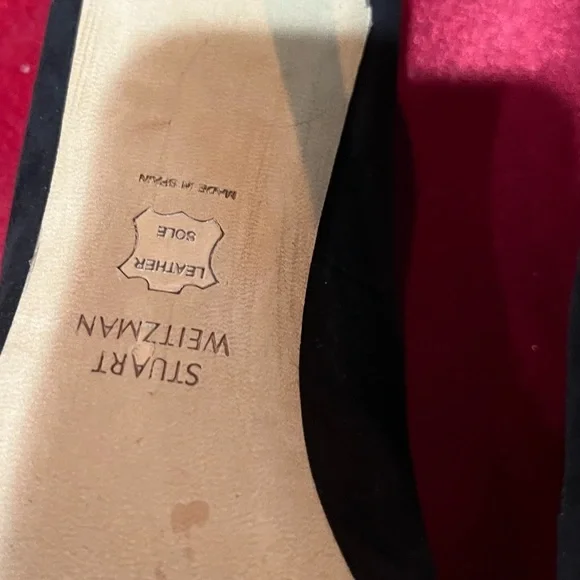 STUART
WEITZMAN
LEATHER
SOLE
MADE IN SPAIN